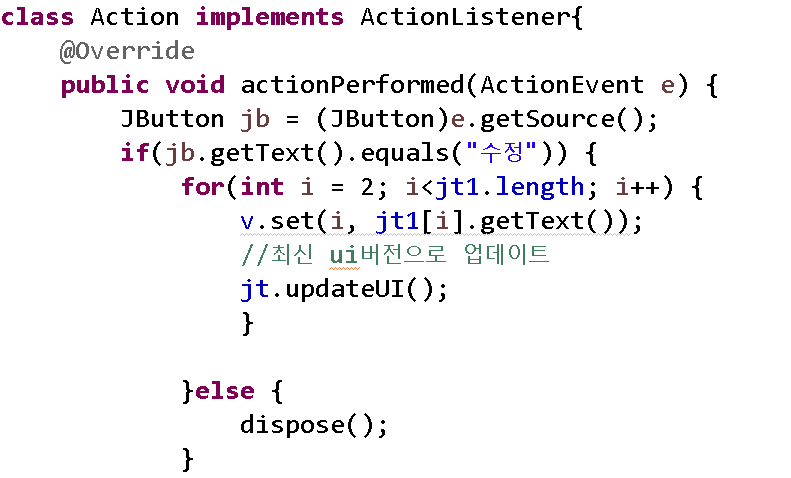 class Action implements ActionListener{
@Override
public void actionPerformed(ActionEvent e) {
JButton jb = (JButton)e.getSource();
if(jb.getText().equals("수정")) {
for(int i = 2; i<jt1.length; i++) {
v.set(i, jt1[i].getText());
//최신 ui버전으로 업데이트
jt.updateUI();
}
}else {
dispose();
}